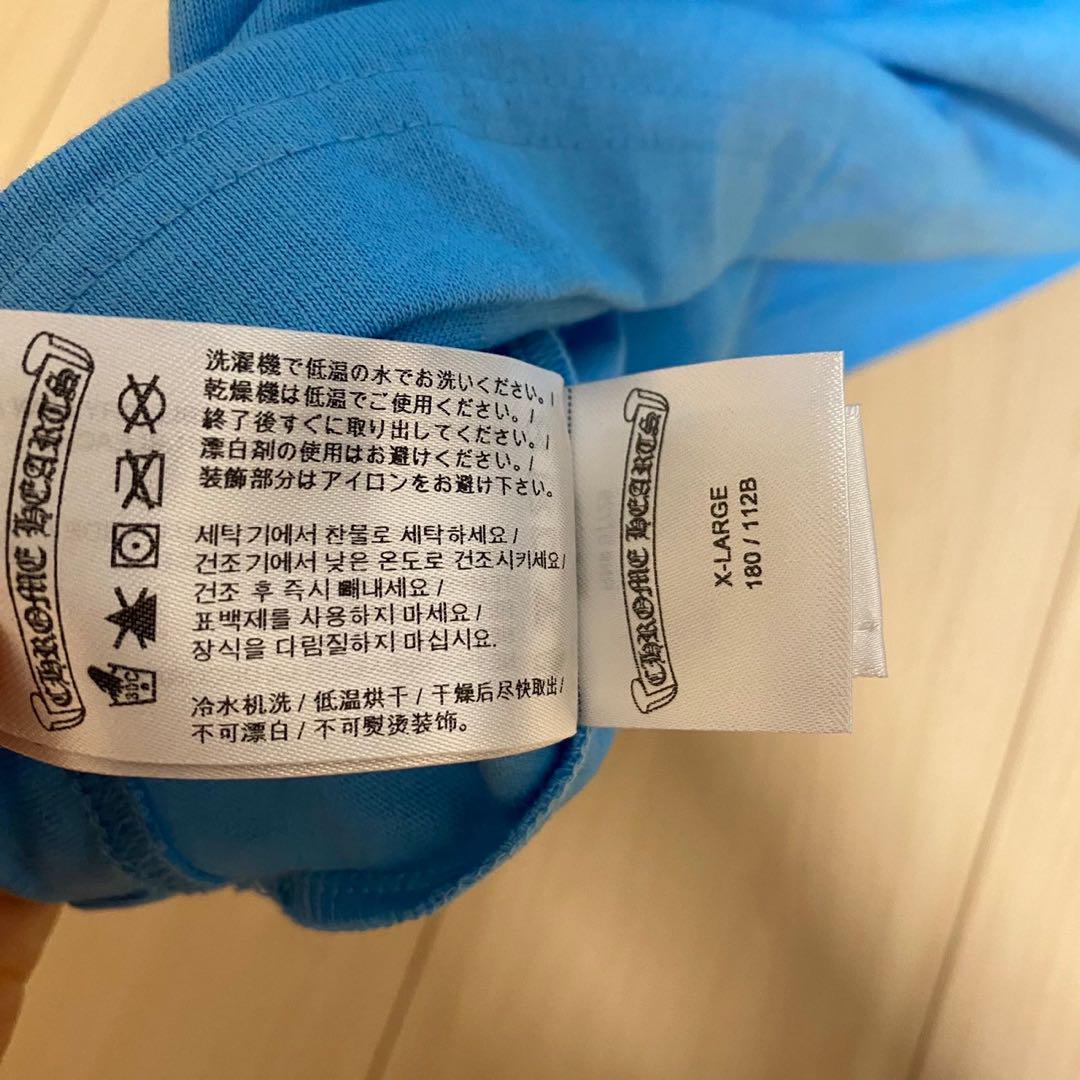 CHROME HEARTS
洗濯機で低温の水でお洗いください。/
乾燥機は低温でご使用ください。/
終了後すぐに取り出してください。/
漂白剤の使用はお避けください。/
装飾部分はアイロンをお避け下さい。
세탁기에서 찬물로 세탁하세요/
건조기에서 낮은 온도로 건조시키세요/
건조 후 즉시 빼내세요/
표백제를 사용하지 마세요/
장식을 다림질하지 마십시요.
冷水机洗/低温烘干/干燥后尽快取出/
不可漂白/不可熨烫装饰。
30C
CHROME HEARTS
X-LARGE
180/112B